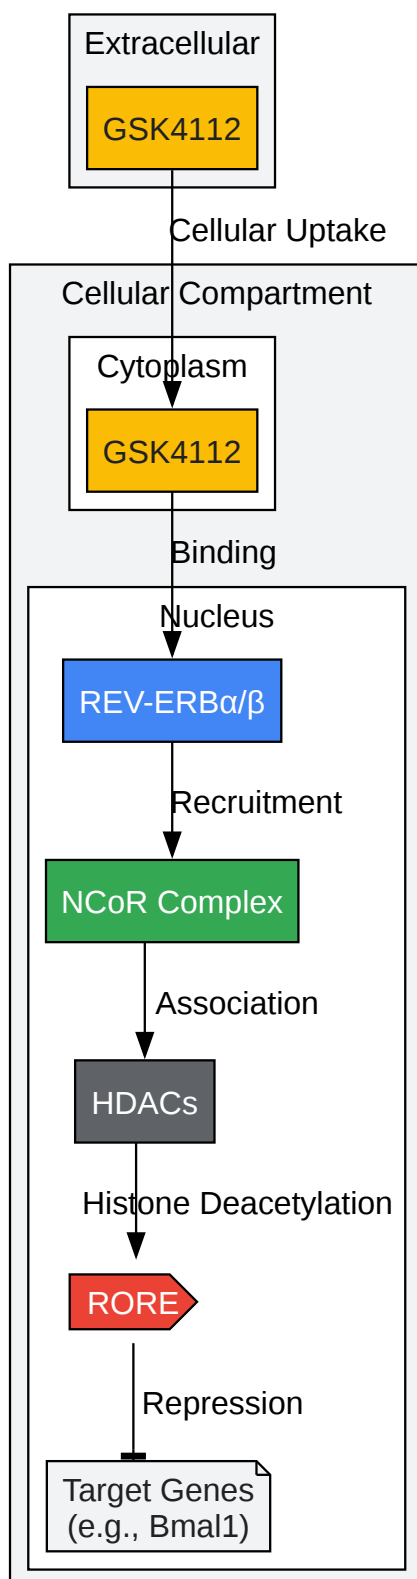 Extracellular
GSK4112
Cellular Uptake
Cellular Compartment
Cytoplasm
GSK4112
Binding
Nucleus
REV-ERBα/β
Recruitment
NCoR Complex
Association
HDACs
Histone Deacetylation
RORE
Repression
Target Genes
(e.g., Bmal1)